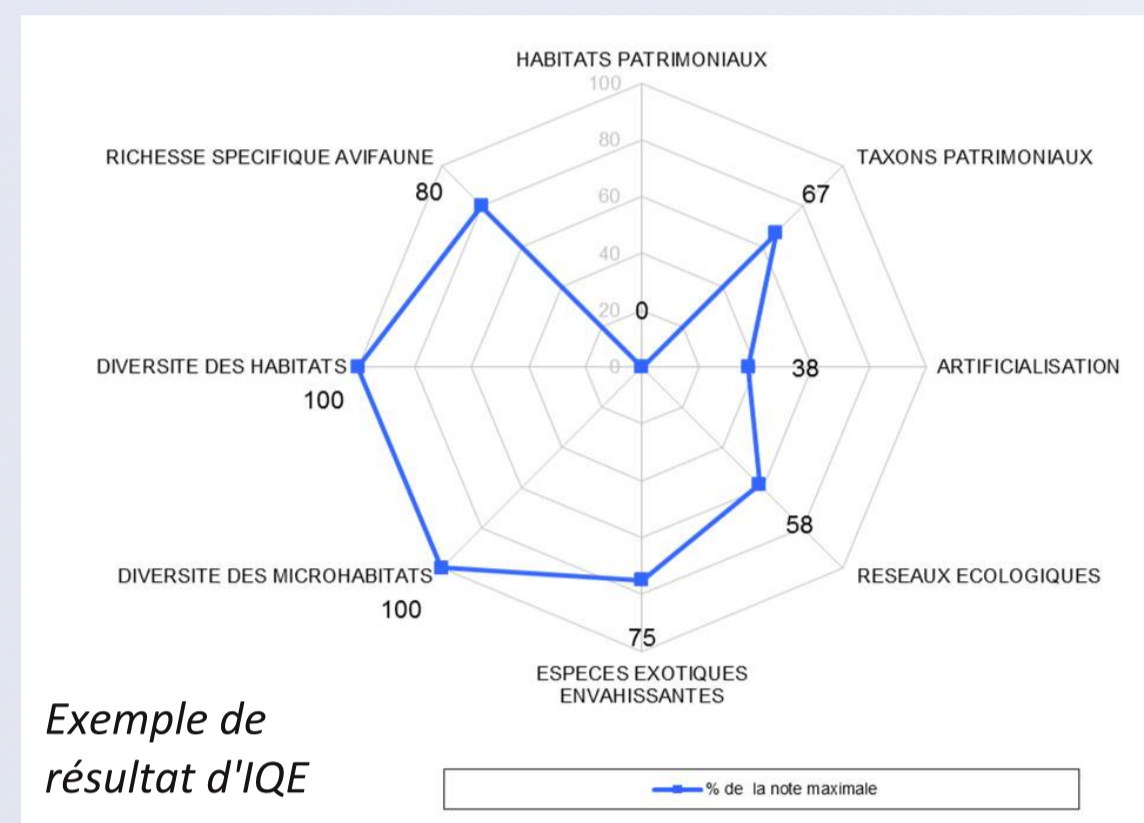 HABITATS PATRIMONIAUX
100
RICHESSE SPECIFIQUE AVIFAUNE
80
TAXONS PATRIMONIAUX
80
67
60
40
20
0
DIVERSITE DES HABITATS
0
38
ARTIFICIALISATION
100
58
DIVERSITE DES MICROHABITATS
RESEAUX ECOLOGIQUES
100
75
ESPECES EXOTIQUES
ENVAHISSANTES
Exemple de
résultat d'IQE
% de la note maximale